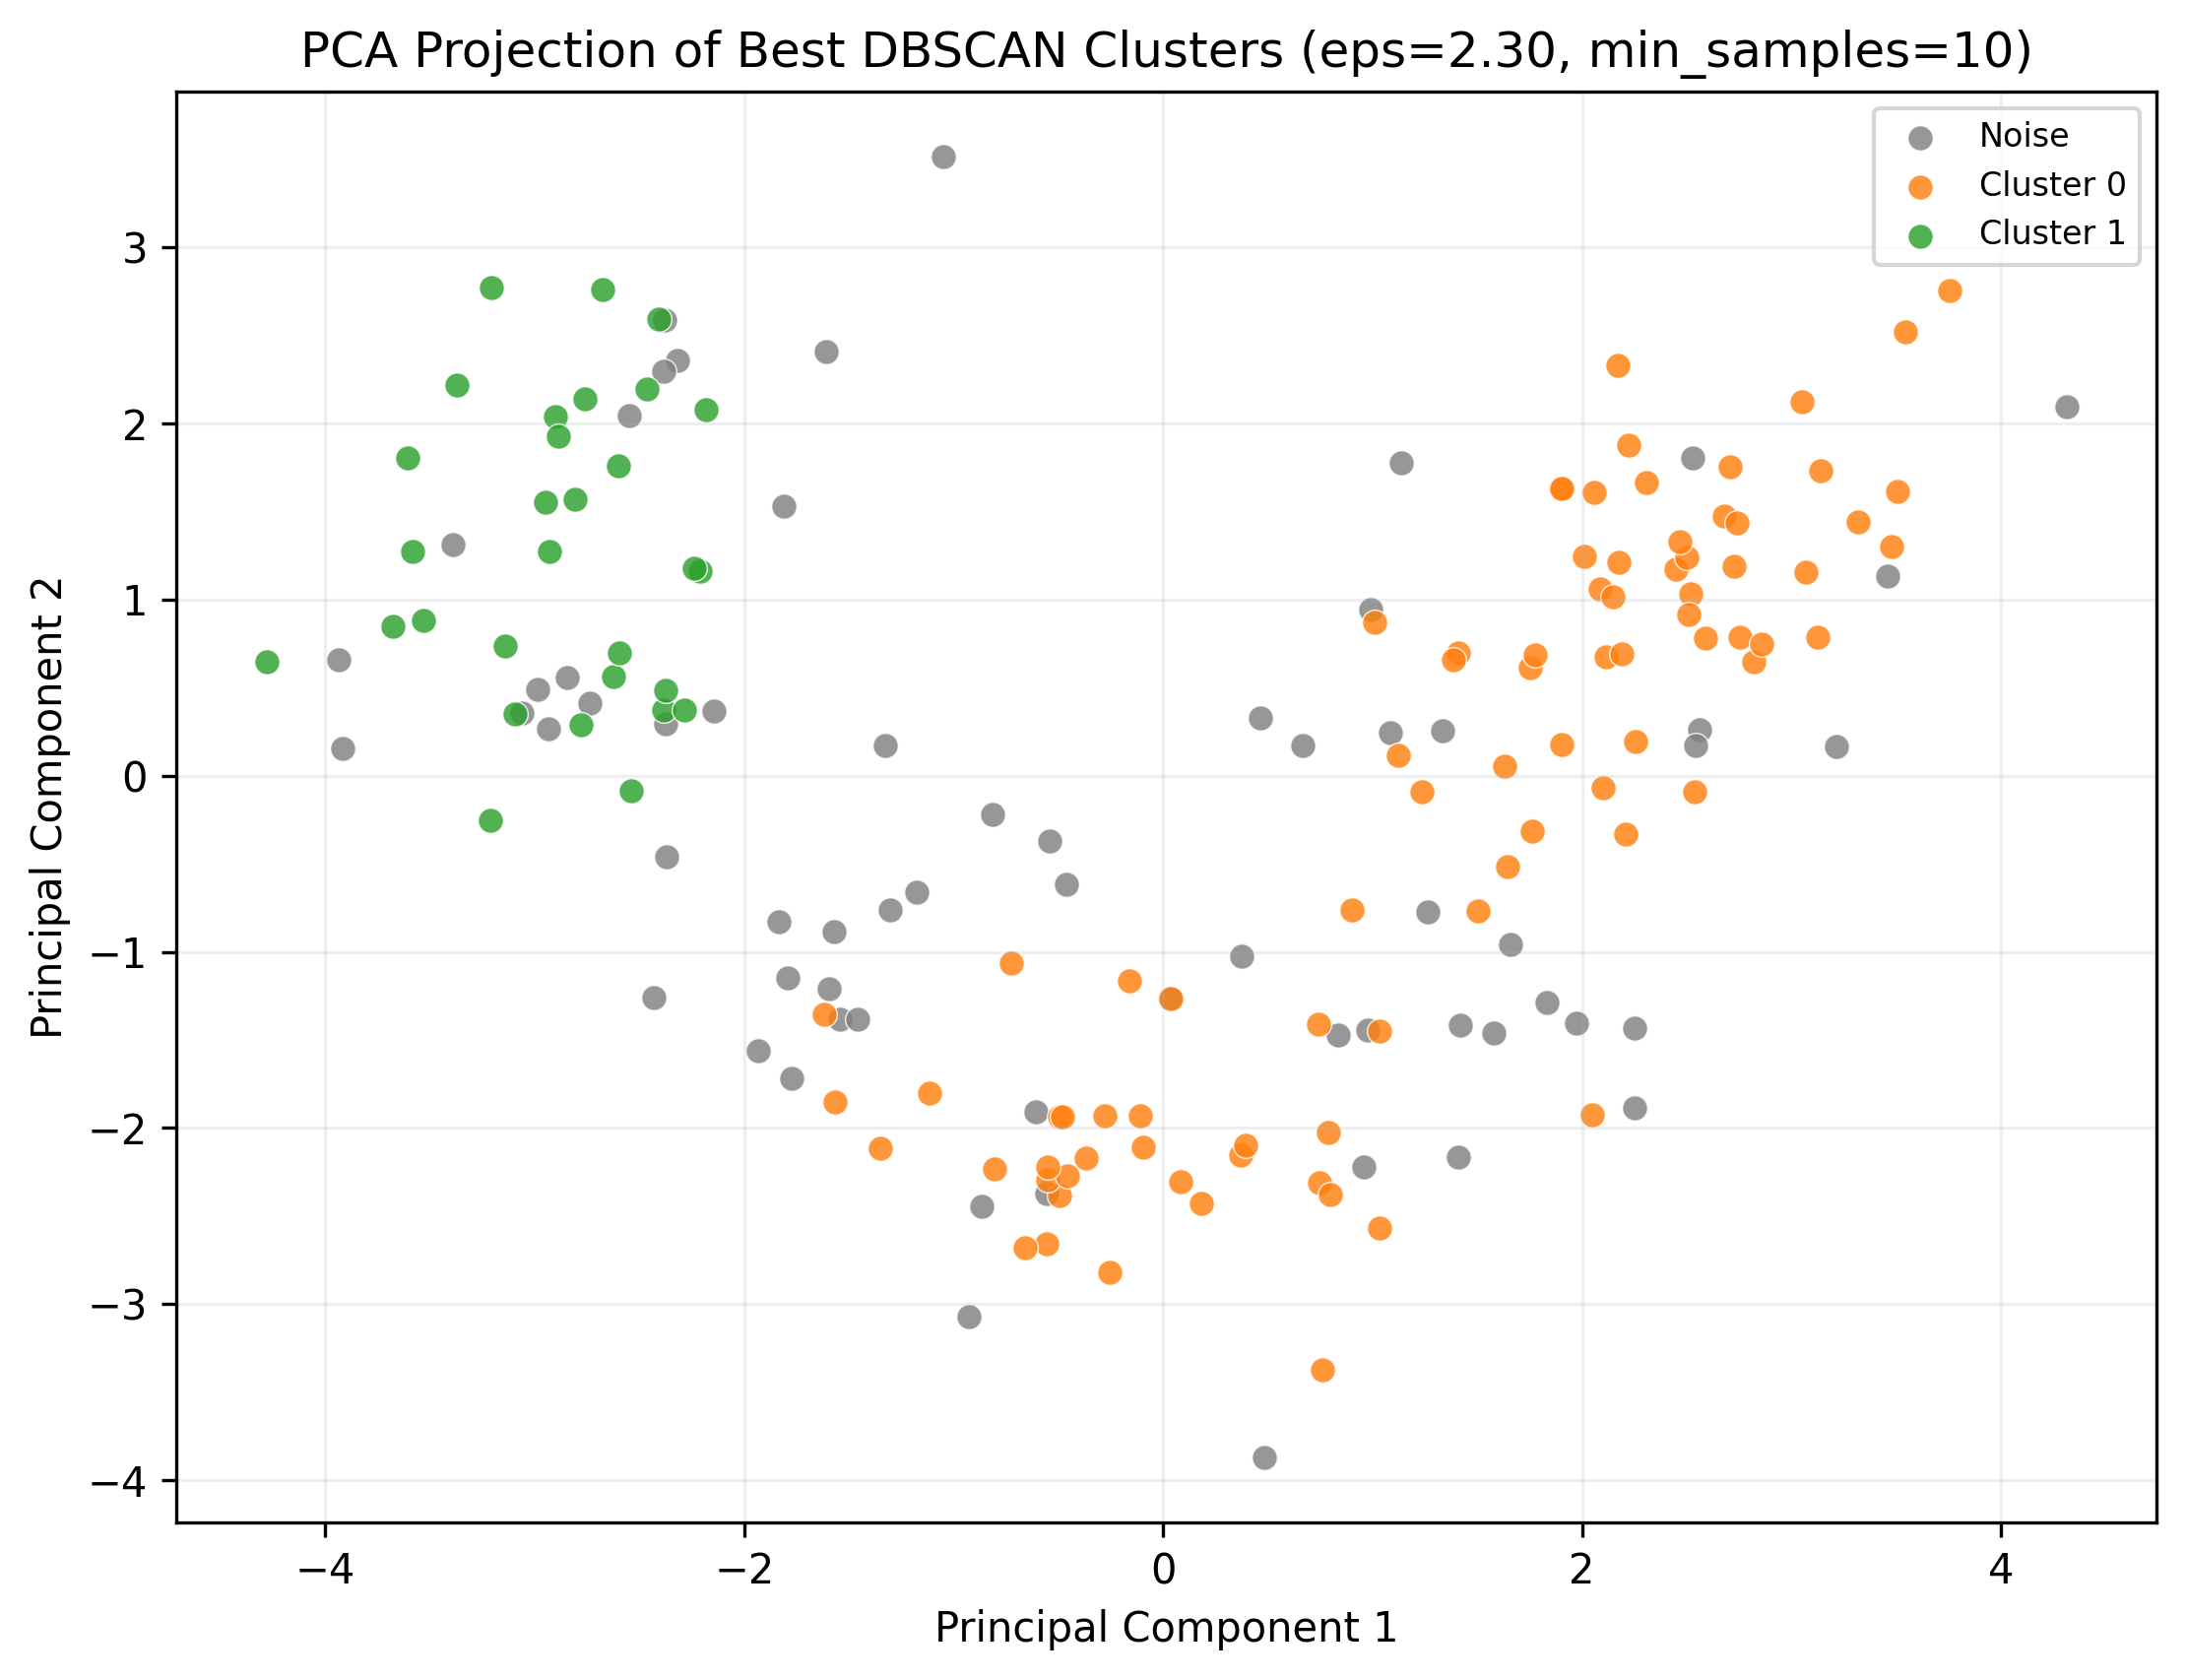 PCA Projection of Best DBSCAN Clusters (eps=2.30, min_samples=10)
Noise
Cluster 0
Cluster 1
Principal Component 2
3
2
1
0
−1
−2
−3
−4
−4
−2
0
2
4
Principal Component 1